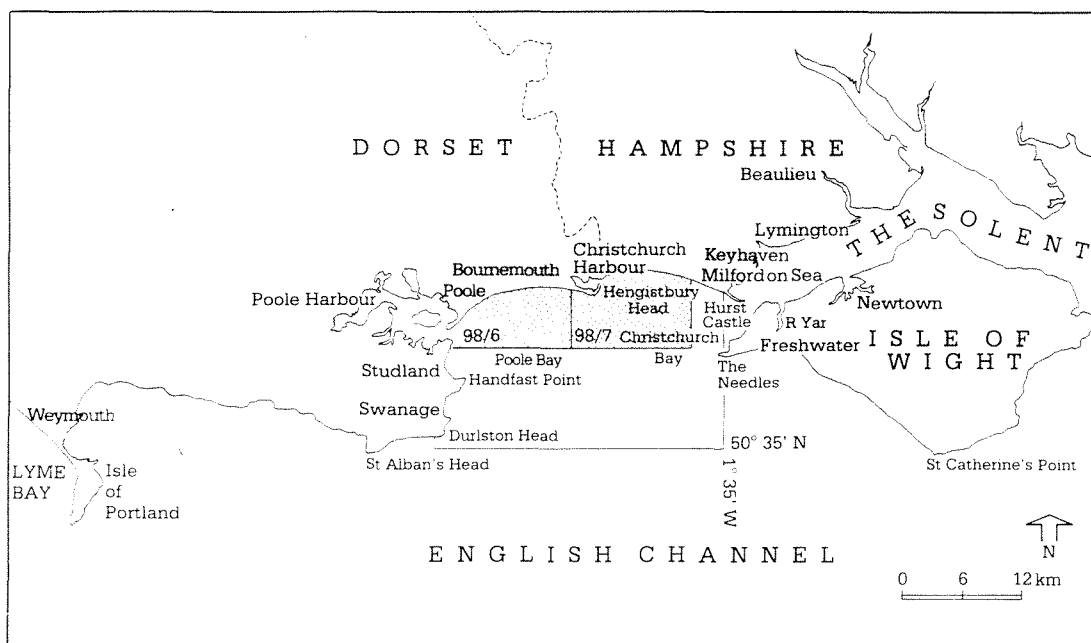 DORSET
HAMPSHIRE
Beaulieu
THE SOLENT
Lymington
Christchurch
Harbour
Keyhaven
Milford on Sea
Bournemouth
Poole
Poole Harbour
Hengistbury
Head
Hurst
Castle
Newtown
R Yar
98/6
98/7
Christchurch
Bay
Freshwater
ISLE OF
WIGHT
Poole Bay
Studland
Handfast Point
The
Needles
Swanage
Weymouth
Durlston Head
50° 35' N
St Alban's Head
St Catherine's Point
1° 35' W
LYME
BAY
Isle
of
Portland
ENGLISH CHANNEL
N
0 6 12 km